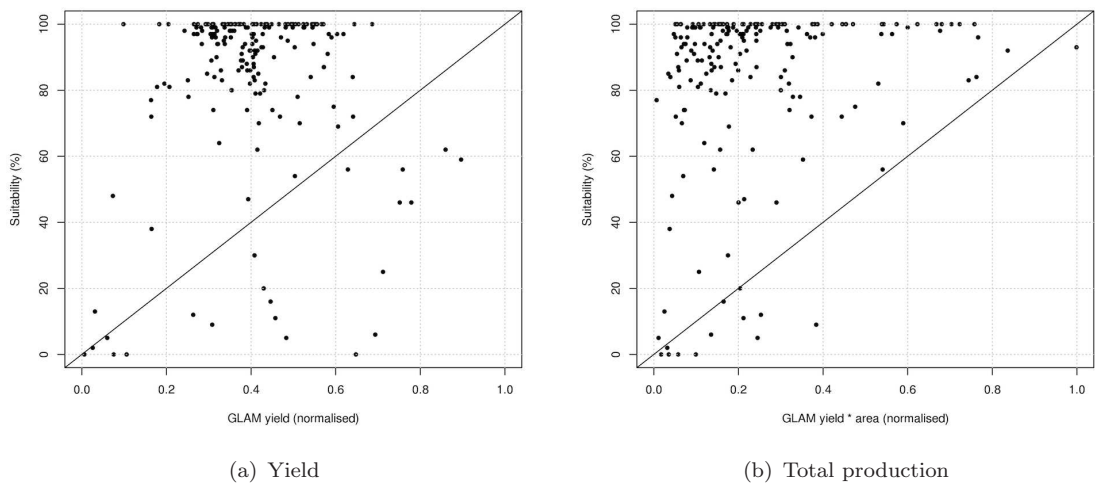 100
80
60
40
20
0
Suitability (%)
0.0 0.2 0.4 0.6 0.8 1.0
GLAM yield (normalised)
(a) Yield
100
80
60
40
20
0
Suitability (%)
0.0 0.2 0.4 0.6 0.8 1.0
GLAM yield * area (normalised)
(b) Total production